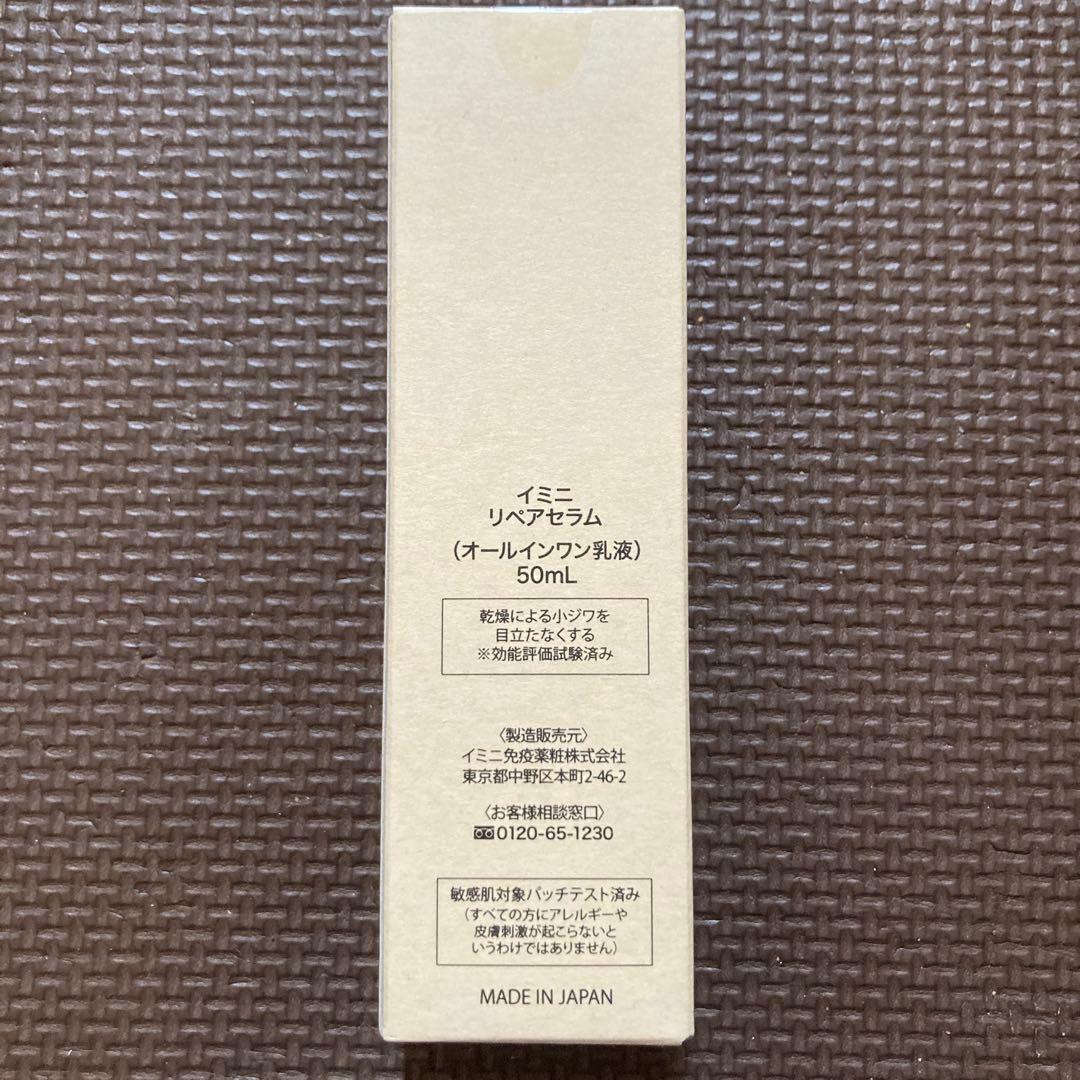 イミニ
リペアセラム
（オールインワン乳液）
50mL
乾燥による小ジワを
目立たなくする
※効能評価試験済み
〈製造販売元〉
イミニ免疫薬粧株式会社
東京都中野区本町2-46-2
〈お客様相談窓口〉
0120-65-1230
敏感肌対象パッチテスト済み
（すべての方にアレルギーや
皮膚刺激が起こらないと
いうわけではありません）
MADE IN JAPAN